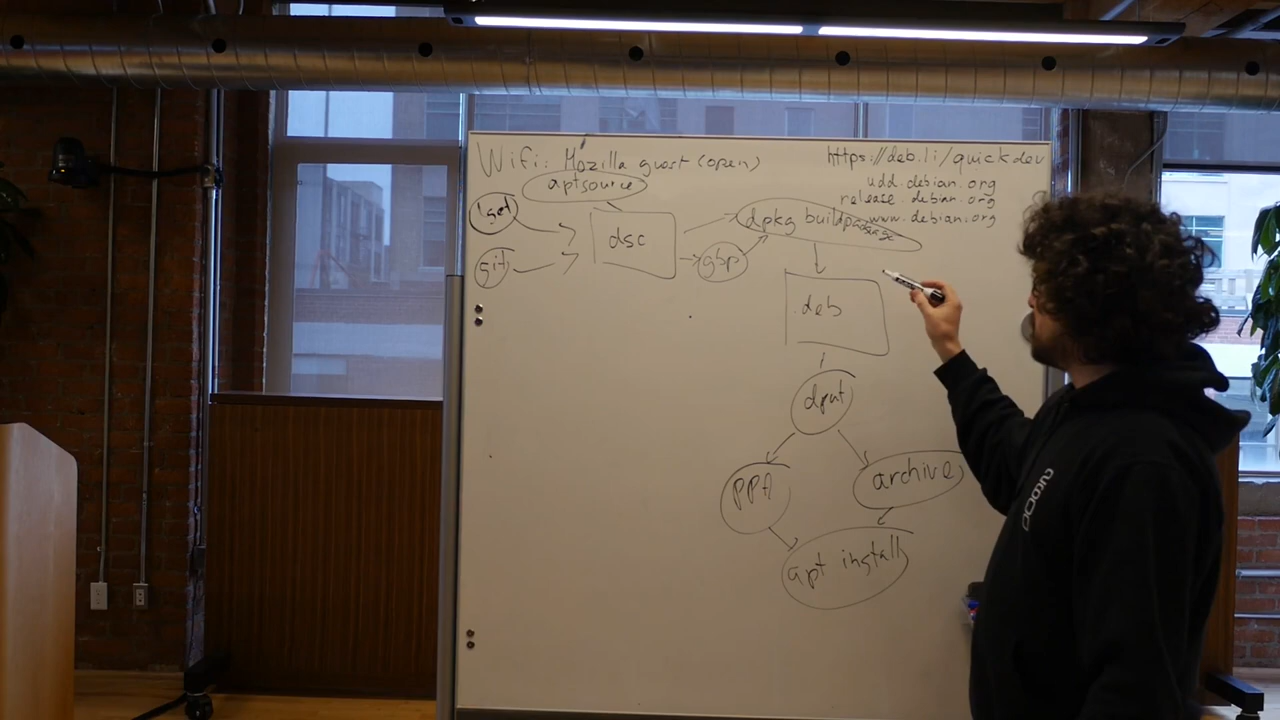 Wifi: Mozilla guest (open)
https://deb.li/quickdev
aptsource
udd.debian.org
release.debian.org
www.debian.org
dget
dsc
dpkg buildpackage
git
gbp
.deb
dput
PPA
archive
apt install